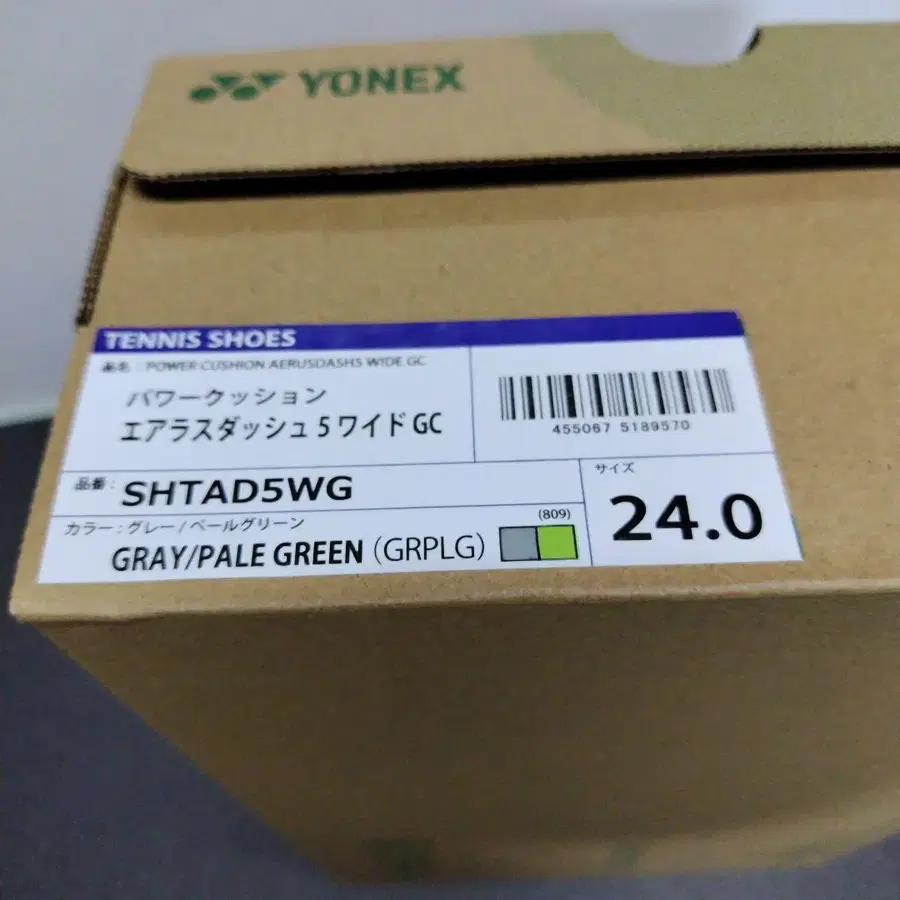 YONEX
TENNIS SHOES
品名 : POWER CUSHION AERUSDASH5 WIDE GC
パワークッション
エアラスダッシュ 5 ワイド GC
455067 5189570
品番 : SHTAD5WG
サイズ
24.0
カラー : グレー / ペールグリーン
GRAY/PALE GREEN (GRPLG)
(809)